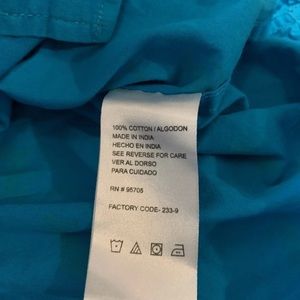 100% COTTON / ALGODON
MADE IN INDIA
HECHO EN INDIA
SEE REVERSE FOR CARE
VER AL DORSO
PARA CUIDADO
RN # 95705
FACTORY CODE- 233-9